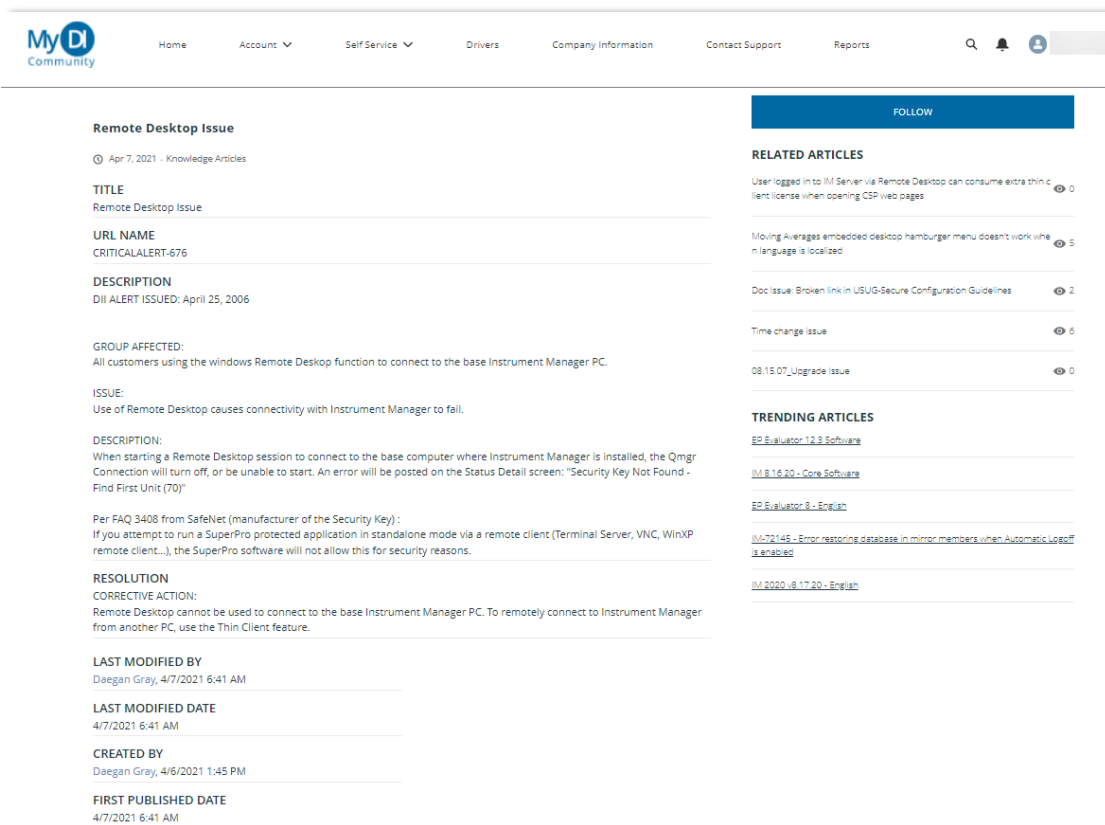 My DI
Community
Home
Account
Self Service
Drivers
Company Information
Contact Support
Reports
Remote Desktop Issue
Apr 7, 2021 · Knowledge Articles
TITLE
Remote Desktop Issue
URL NAME
CRITICALALERT-676
DESCRIPTION
DII ALERT ISSUED: April 25, 2006
GROUP AFFECTED:
All customers using the windows Remote Deskop function to connect to the base Instrument Manager PC.
ISSUE:
Use of Remote Desktop causes connectivity with Instrument Manager to fail.
DESCRIPTION:
When starting a Remote Desktop session to connect to the base computer where Instrument Manager is installed, the Qmgr
Connection will turn off, or be unable to start. An error will be posted on the Status Detail screen: "Security Key Not Found -
Find First Unit (70)"
Per FAQ 3408 from SafeNet (manufacturer of the Security Key) :
If you attempt to run a SuperPro protected application in standalone mode via a remote client (Terminal Server, VNC, WinXP
remote client...), the SuperPro software will not allow this for security reasons.
RESOLUTION
CORRECTIVE ACTION:
Remote Desktop cannot be used to connect to the base Instrument Manager PC. To remotely connect to Instrument Manager
from another PC, use the Thin Client feature.
LAST MODIFIED BY
Daegan Gray, 4/7/2021 6:41 AM
LAST MODIFIED DATE
4/7/2021 6:41 AM
CREATED BY
Daegan Gray, 4/6/2021 1:45 PM
FIRST PUBLISHED DATE
4/7/2021 6:41 AM
FOLLOW
RELATED ARTICLES
User logged in to IM Server via Remote Desktop can consume extra thin c
lient license when opening CSP web pages
0
Moving Averages embedded desktop hamburger menu doesn't work whe
n language is localized
5
Doc Issue: Broken link in USUG-Secure Configuration Guidelines
2
Time change issue
6
08.15.07_Upgrade Issue
0
TRENDING ARTICLES
EP Evaluator 12.3 Software
IM 8.16.20 - Core Software
EP Evaluator 8 - English
IM-72145 - Error restoring database in mirror members when Automatic Logoff
is enabled
IM 2020 v8.17.20 - English